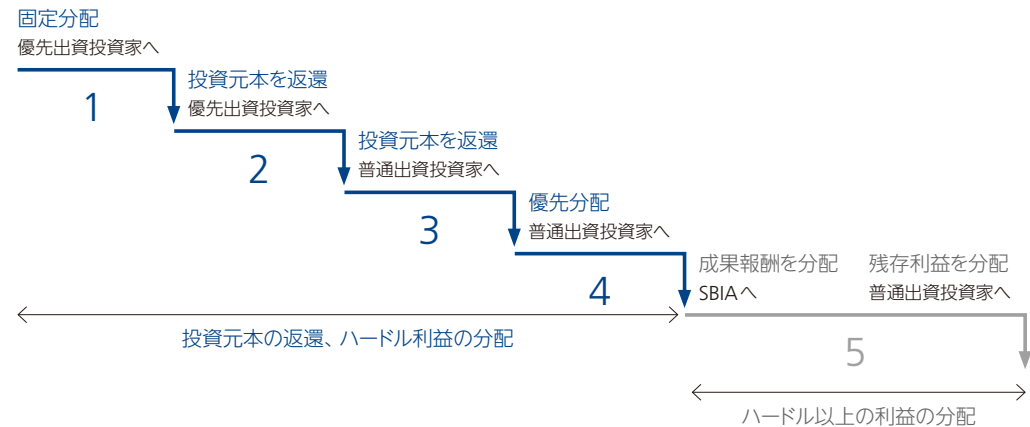 固定分配
優先出資投資家へ
1
投資元本を返還
優先出資投資家へ
2
投資元本を返還
普通出資投資家へ
3
優先分配
普通出資投資家へ
4
成果報酬を分配
SBIAへ
残存利益を分配
普通出資投資家へ
5
投資元本の返還、ハードル利益の分配
ハードル以上の利益の分配